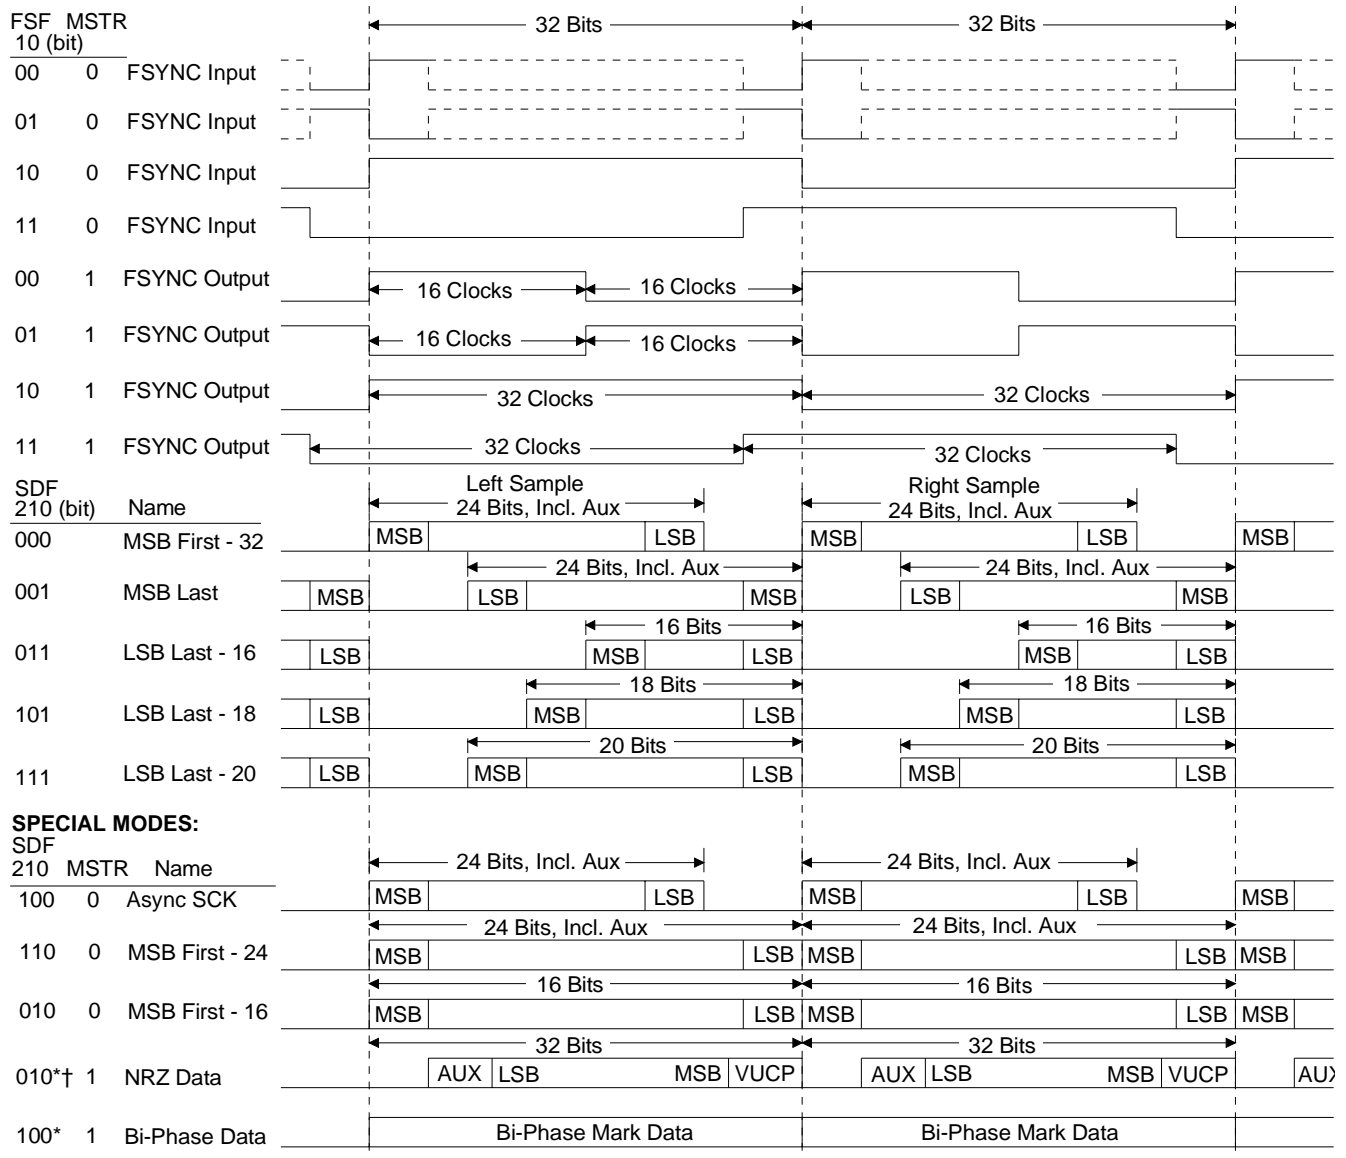 FSF MSTR 32 Bits 32 Bits
10 (bit)
00 0 FSYNC Input
01 0 FSYNC Input
10 0 FSYNC Input
11 0 FSYNC Input
00 1 FSYNC Output 16 Clocks 16 Clocks
01 1 FSYNC Output 16 Clocks 16 Clocks
10 1 FSYNC Output 32 Clocks 32 Clocks
11 1 FSYNC Output 32 Clocks 32 Clocks
SDF Left Sample Right Sample
210 (bit) Name 24 Bits, Incl. Aux 24 Bits, Incl. Aux
000 MSB First - 32 MSB LSB MSB LSB MSB
24 Bits, Incl. Aux 24 Bits, Incl. Aux
001 MSB Last MSB LSB MSB LSB MSB
16 Bits 16 Bits
011 LSB Last - 16 LSB MSB LSB MSB LSB
18 Bits 18 Bits
101 LSB Last - 18 LSB MSB LSB MSB LSB
20 Bits 20 Bits
111 LSB Last - 20 LSB MSB LSB MSB LSB
SPECIAL MODES:
SDF
210 MSTR Name 24 Bits, Incl. Aux 24 Bits, Incl. Aux
100 0 Async SCK MSB LSB MSB LSB MSB
24 Bits, Incl. Aux 24 Bits, Incl. Aux
110 0 MSB First - 24 MSB LSB MSB LSB MSB
16 Bits 16 Bits
010 0 MSB First - 16 MSB LSB MSB LSB MSB
32 Bits 32 Bits
010*† 1 NRZ Data AUX LSB MSB VUCP AUX LSB MSB VUCP AUX
100* 1 Bi-Phase Data Bi-Phase Mark Data Bi-Phase Mark Data